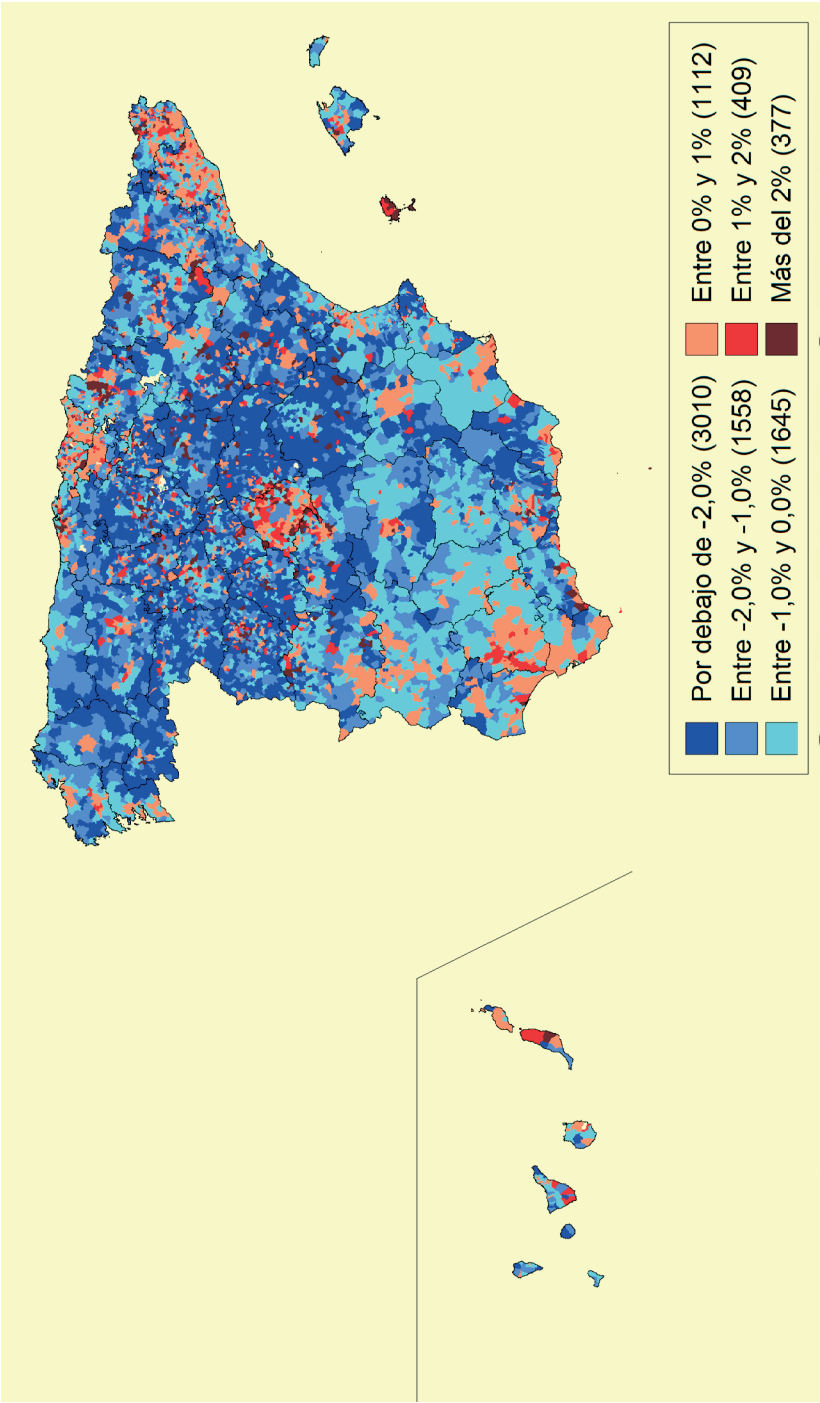 Por debajo de -2,0% (3010)
Entre -2,0% y -1,0% (1558)
Entre -1,0% y 0,0% (1645)
Entre 0% y 1% (1112)
Entre 1% y 2% (409)
Más del 2% (377)